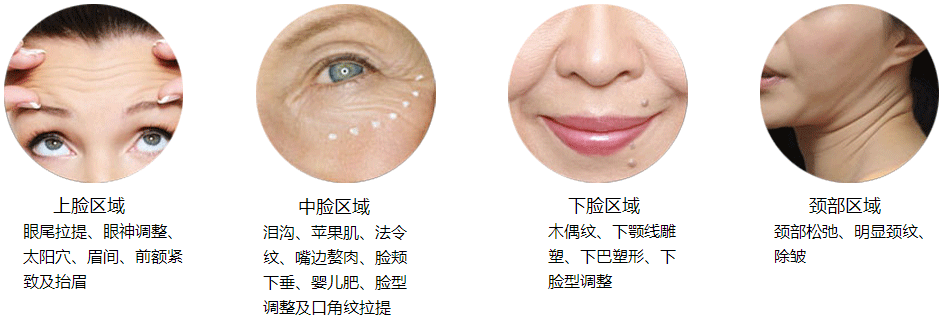 上脸区域
眼尾拉提、眼神调整、
太阳穴、眉间、前额紧
致及抬眉
中脸区域
泪沟、苹果肌、法令
纹、嘴边嗸肉、脸颊
下垂、婴儿肥、脸型
调整及口角纹拉提
下脸区域
木偶纹、下颚线雕
塑、下巴塑形、下
脸型调整
颈部区域
颈部松弛、明显颈纹、
除皱